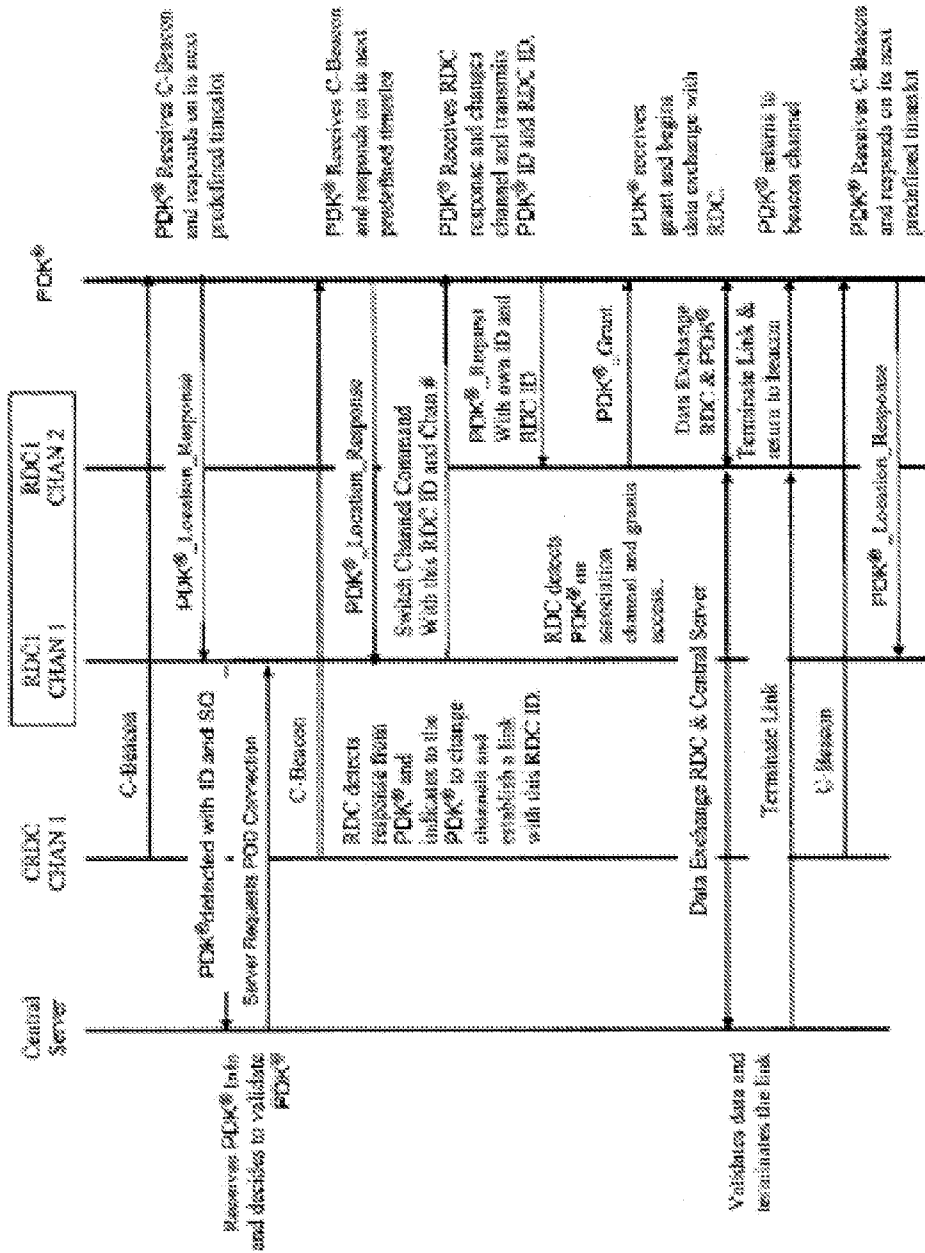 Central
Server
CRDC
CHAN 1
RDC1
CHAN 1
RDC1
CHAN 2
PDK®
C-Beacon
PDK® Receives C-Beacon
and responds on its next
predefined timeslot
PDK®_Location_Response
PDK® detected with ID and SQ
Receives PDK® Info
and decides to validate
PDK®
Server Requests PDK Connection
C-Beacon
PDK® Receives C-Beacon
and responds on its next
predefined timeslot
PDK®_Location_Response
RDC detects
response from
PDK® and
indicates to the
PDK® to change
channels and
establish a link
with this RDC ID.
Switch Channel Command
With this RDC ID and Chan #
PDK® Receives RDC
response and changes
channel and transmits
PDK® ID and RDC ID.
PDK®_Request
With own ID and
RDC ID
RDC detects
PDK® on
association
channel and grants
access.
PDK®_Grant
PDK® receives
grant and begins
data exchange with
RDC.
Data Exchange RDC & Central Server
Data Exchange
RDC & PDK®
Validates data and
terminates the link
Terminate Link
Terminate Link &
return to beacon
PDK® returns to
beacon channel
C-Beacon
PDK® Receives C-Beacon
and responds on its next
predefined timeslot
PDK®_Location_Response